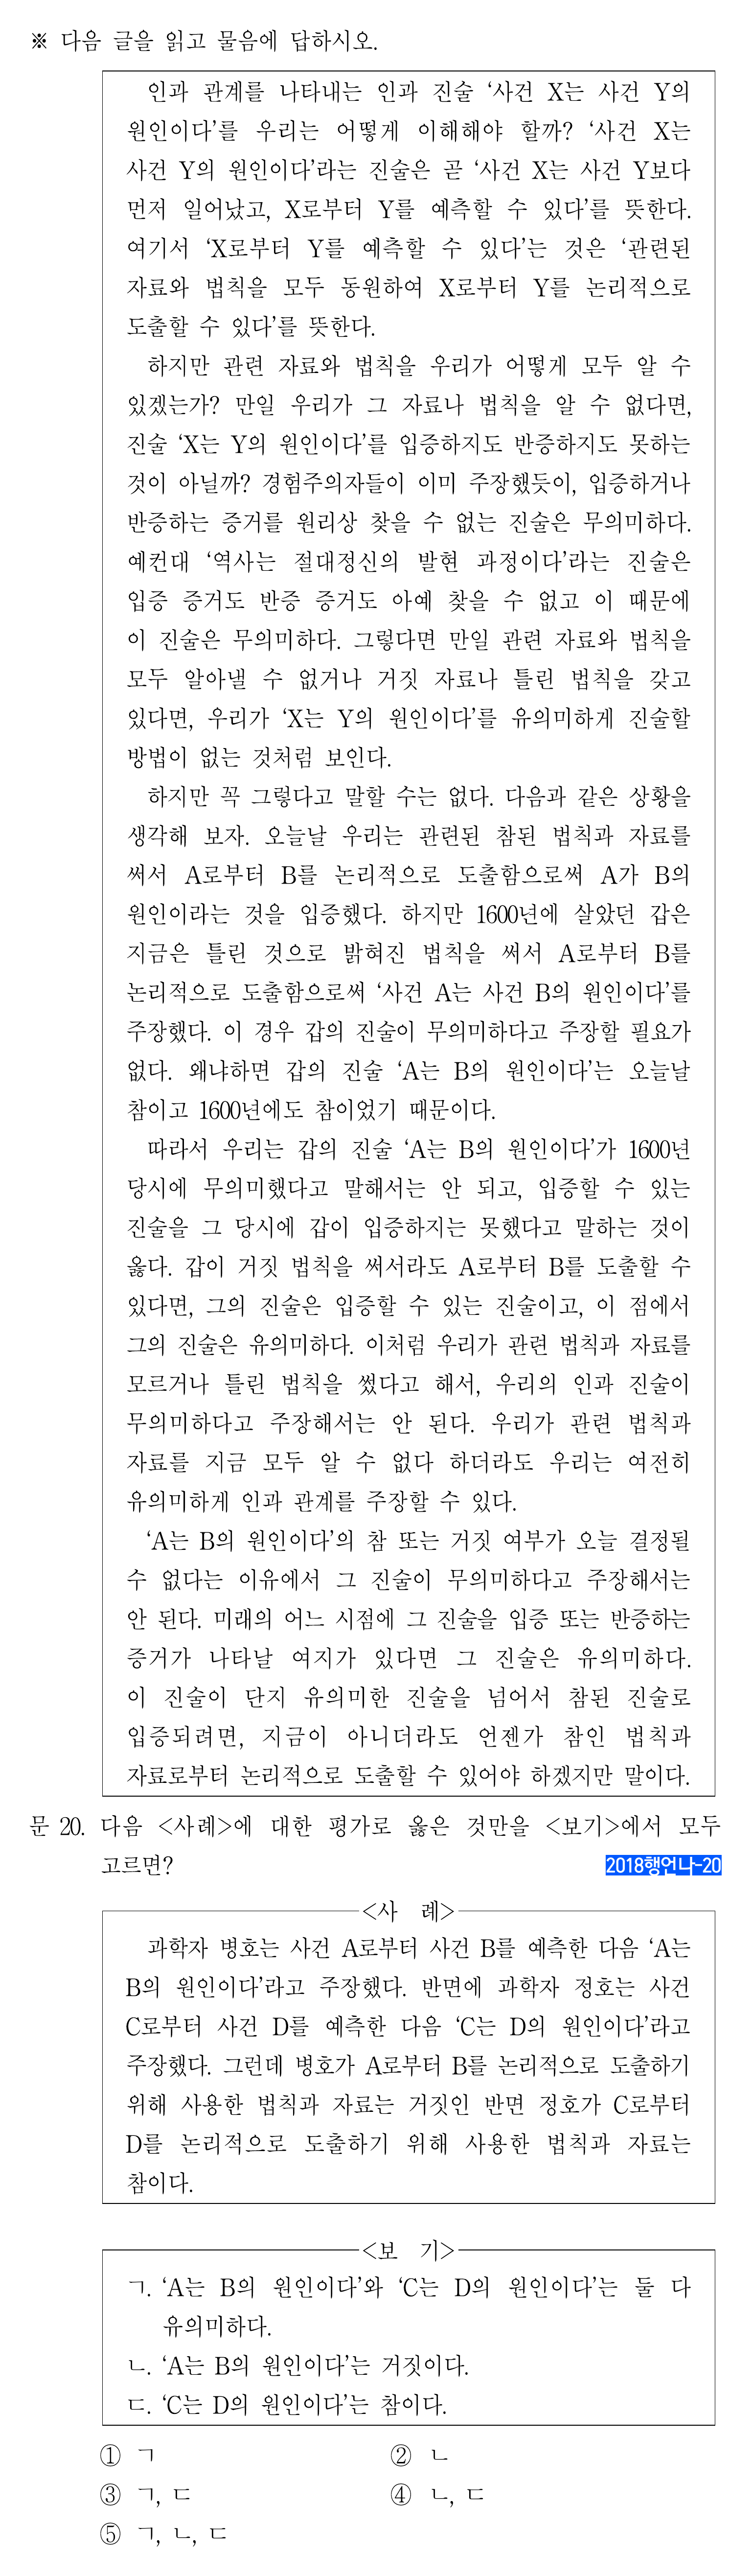 ※ 다음 글을 읽고 물음에 답하시오.
인과 관계를 나타내는 인과 진술 ‘사건 X는 사건 Y의
원인이다’를 우리는 어떻게 이해해야 할까? ‘사건 X는
사건 Y의 원인이다’라는 진술은 곧 ‘사건 X는 사건 Y보다
먼저 일어났고, X로부터 Y를 예측할 수 있다’를 뜻한다.
여기서 ‘X로부터 Y를 예측할 수 있다’는 것은 ‘관련된
자료와 법칙을 모두 동원하여 X로부터 Y를 논리적으로
도출할 수 있다’를 뜻한다.
하지만 관련 자료와 법칙을 우리가 어떻게 모두 알 수
있겠는가? 만일 우리가 그 자료나 법칙을 알 수 없다면,
진술 ‘X는 Y의 원인이다’를 입증하지도 반증하지도 못하는
것이 아닐까? 경험주의자들이 이미 주장했듯이, 입증하거나
반증하는 증거를 원리상 찾을 수 없는 진술은 무의미하다.
예컨대 ‘역사는 절대정신의 발현 과정이다’라는 진술은
입증 증거도 반증 증거도 아예 찾을 수 없고 이 때문에
이 진술은 무의미하다. 그렇다면 만일 관련 자료와 법칙을
모두 알아낼 수 없거나 거짓 자료나 틀린 법칙을 갖고
있다면, 우리가 ‘X는 Y의 원인이다’를 유의미하게 진술할
방법이 없는 것처럼 보인다.
하지만 꼭 그렇다고 말할 수는 없다. 다음과 같은 상황을
생각해 보자. 오늘날 우리는 관련된 참된 법칙과 자료를
써서 A로부터 B를 논리적으로 도출함으로써 A가 B의
원인이라는 것을 입증했다. 하지만 1600년에 살았던 갑은
지금은 틀린 것으로 밝혀진 법칙을 써서 A로부터 B를
논리적으로 도출함으로써 ‘사건 A는 사건 B의 원인이다’를
주장했다. 이 경우 갑의 진술이 무의미하다고 주장할 필요가
없다. 왜냐하면 갑의 진술 ‘A는 B의 원인이다’는 오늘날
참이고 1600년에도 참이었기 때문이다.
따라서 우리는 갑의 진술 ‘A는 B의 원인이다’가 1600년
당시에 무의미했다고 말해서는 안 되고, 입증할 수 있는
진술을 그 당시에 갑이 입증하지는 못했다고 말하는 것이
옳다. 갑이 거짓 법칙을 써서라도 A로부터 B를 도출할 수
있다면, 그의 진술은 입증할 수 있는 진술이고, 이 점에서
그의 진술은 유의미하다. 이처럼 우리가 관련 법칙과 자료를
모르거나 틀린 법칙을 썼다고 해서, 우리의 인과 진술이
무의미하다고 주장해서는 안 된다. 우리가 관련 법칙과
자료를 지금 모두 알 수 없다 하더라도 우리는 여전히
유의미하게 인과 관계를 주장할 수 있다.
‘A는 B의 원인이다’의 참 또는 거짓 여부가 오늘 결정될
수 없다는 이유에서 그 진술이 무의미하다고 주장해서는
안 된다. 미래의 어느 시점에 그 진술을 입증 또는 반증하는
증거가 나타날 여지가 있다면 그 진술은 유의미하다.
이 진술이 단지 유의미한 진술을 넘어서 참된 진술로
입증되려면, 지금이 아니더라도 언젠가 참인 법칙과
자료로부터 논리적으로 도출할 수 있어야 하겠지만 말이다.
문 20. 다음 <사례>에 대한 평가로 옳은 것만을 <보기>에서 모두
고르면? 2018행언나-20
<사 례>
과학자 병호는 사건 A로부터 사건 B를 예측한 다음 ‘A는
B의 원인이다’라고 주장했다. 반면에 과학자 정호는 사건
C로부터 사건 D를 예측한 다음 ‘C는 D의 원인이다’라고
주장했다. 그런데 병호가 A로부터 B를 논리적으로 도출하기
위해 사용한 법칙과 자료는 거짓인 반면 정호가 C로부터
D를 논리적으로 도출하기 위해 사용한 법칙과 자료는
참이다.
<보 기>
ㄱ. ‘A는 B의 원인이다’와 ‘C는 D의 원인이다’는 둘 다
유의미하다.
ㄴ. ‘A는 B의 원인이다’는 거짓이다.
ㄷ. ‘C는 D의 원인이다’는 참이다.
① ㄱ ② ㄴ
③ ㄱ, ㄷ ④ ㄴ, ㄷ
⑤ ㄱ, ㄴ, ㄷ